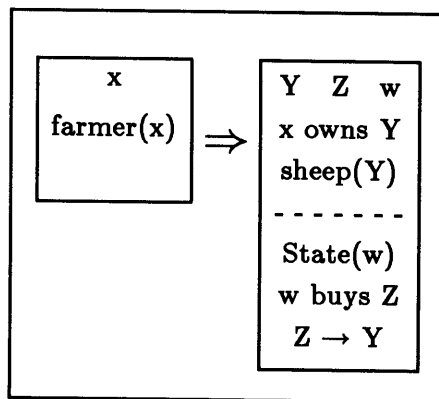 x
farmer(x)
⇒
Y Z w
x owns Y
sheep(Y)
- - - - - - -
State(w)
w buys Z
Z → Y